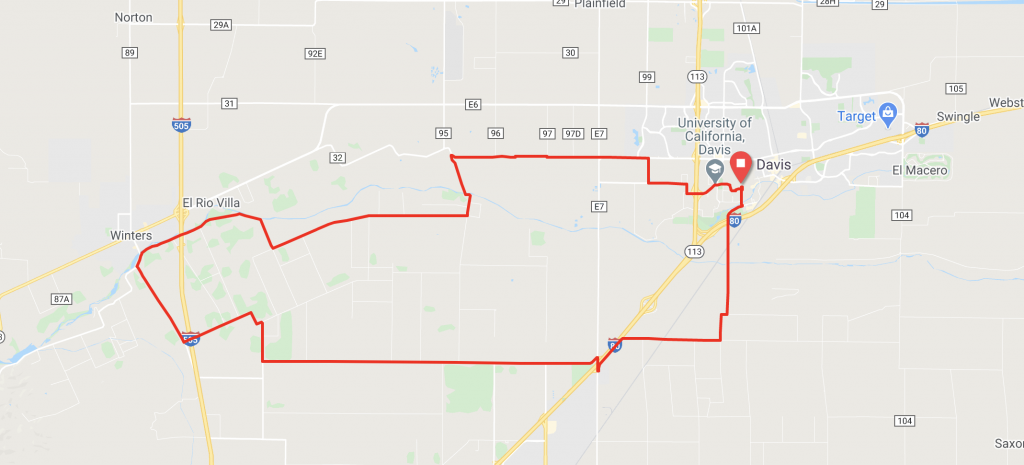 Plainfield
29
28H
29
Norton
29A
101A
89
92E
30
99
113
105
31
E6
Webst
505
95
96
97
97D
E7
University of
California,
Davis
Target
80
Swingle
32
Davis
El Macero
El Rio Villa
E7
80
104
Winters
113
87A
505
80
104
Saxon